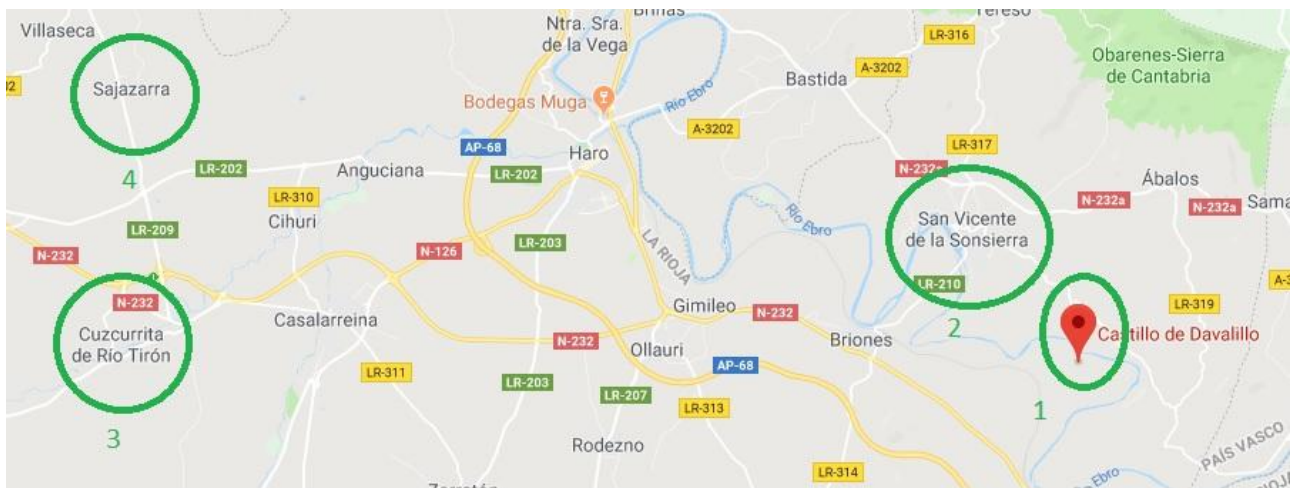 Villaseca
Sajazarra
4
LR-202
LR-209
N-232
N-232
Cuzcurrita
de Río Tirón
3
LR-310
Cihuri
Anguciana
Casalarreina
LR-311
Ntra. Sra.
de la Vega
Bodegas Muga
AP-68
Haro
LR-202
LR-203
N-126
LA RIOJA
Gimileo
N-232
N-232
Ollauri
LR-203
LR-207
AP-68
LR-313
Rodezno
Río Ebro
A-3202
A-3202
Bastida
LR-316
Obarenes-Sierra
de Cantabria
LR-317
N-232a
San Vicente
de la Sonsierra
LR-210
2
Río Ebro
Briones
LR-314
Ábalos
N-232a
N-232a
LR-319
Castillo de Davalillo
1
PAÍS VASCO